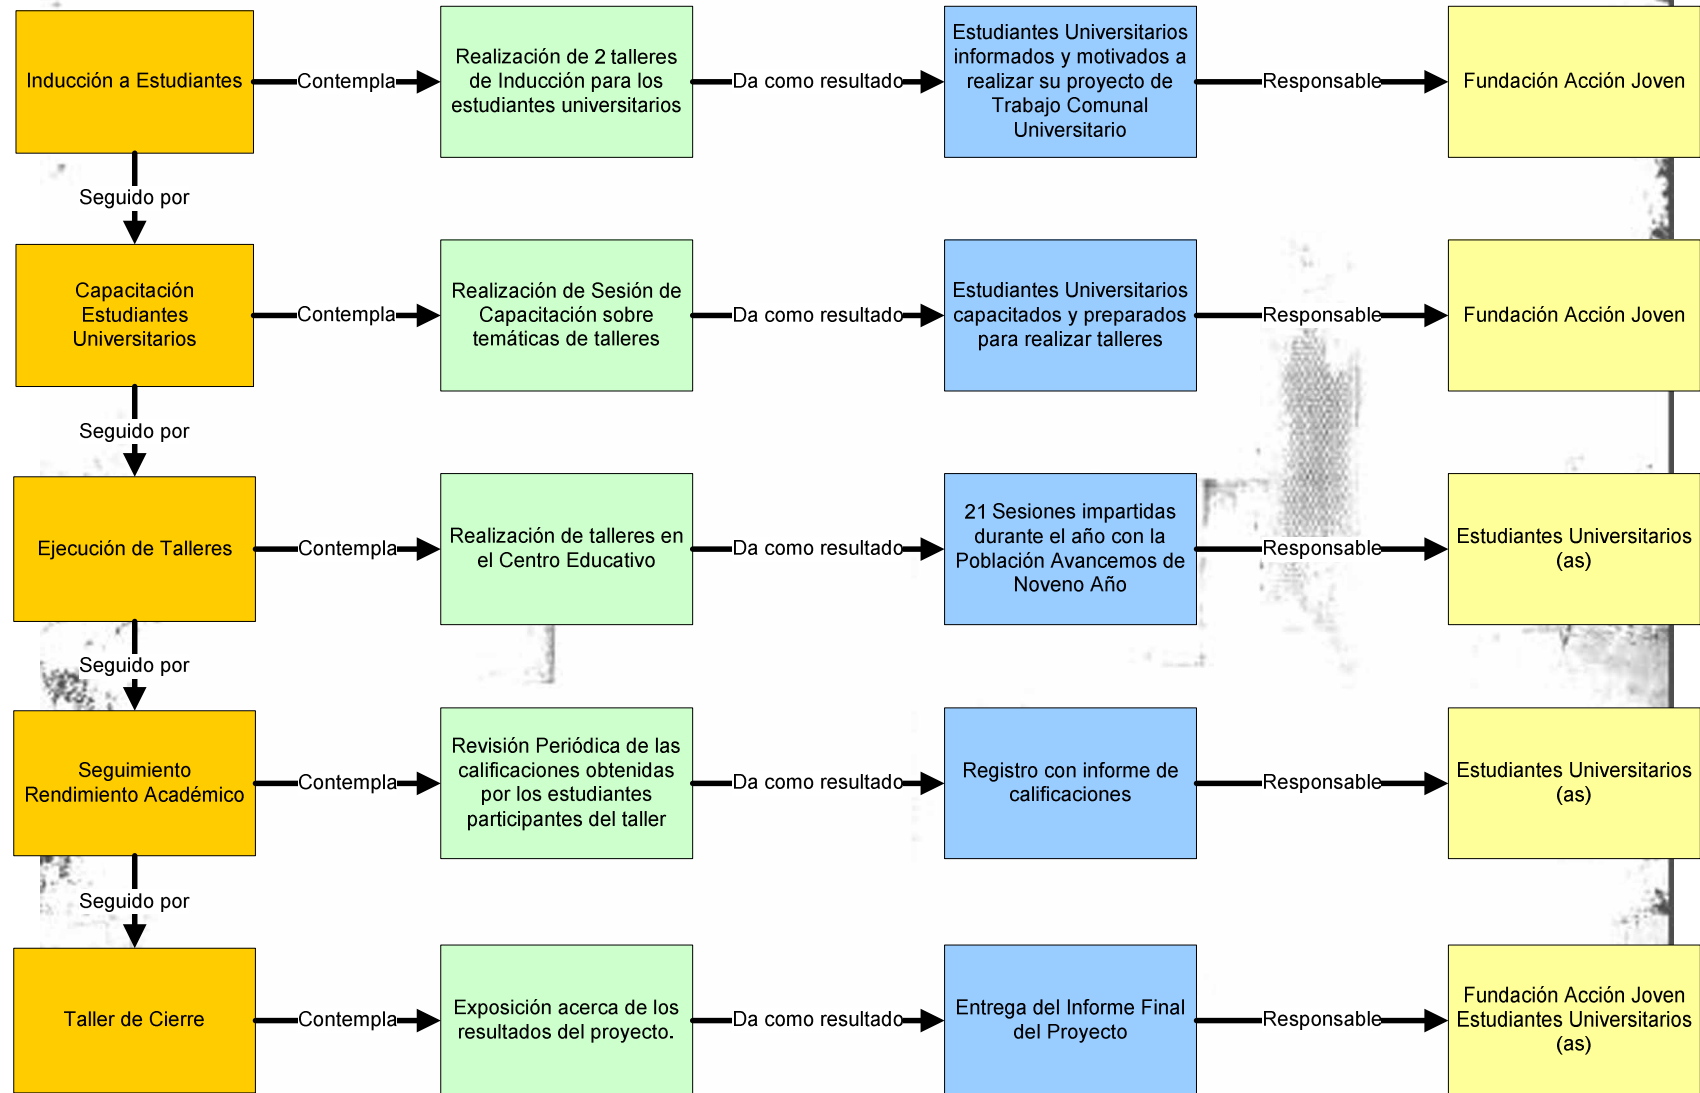 Inducción a Estudiantes
Contempla
Realización de 2 talleres
de Inducción para los
estudiantes universitarios
Da como resultado
Estudiantes Universitarios
informados y motivados a
realizar su proyecto de
Trabajo Comunal
Universitario
Responsable
Fundación Acción Joven
Seguido por
Capacitación
Estudiantes
Universitarios
Contempla
Realización de Sesión de
Capacitación sobre
temáticas de talleres
Da como resultado
Estudiantes Universitarios
capacitados y preparados
para realizar talleres
Responsable
Fundación Acción Joven
Seguido por
Ejecución de Talleres
Contempla
Realización de talleres en
el Centro Educativo
Da como resultado
21 Sesiones impartidas
durante el año con la
Población Avancemos de
Noveno Año
Responsable
Estudiantes Universitarios
(as)
Seguido por
Seguimiento
Rendimiento Académico
Contempla
Revisión Periódica de las
calificaciones obtenidas
por los estudiantes
participantes del taller
Da como resultado
Registro con informe de
calificaciones
Responsable
Estudiantes Universitarios
(as)
Seguido por
Taller de Cierre
Contempla
Exposición acerca de los
resultados del proyecto.
Da como resultado
Entrega del Informe Final
del Proyecto
Responsable
Fundación Acción Joven
Estudiantes Universitarios
(as)